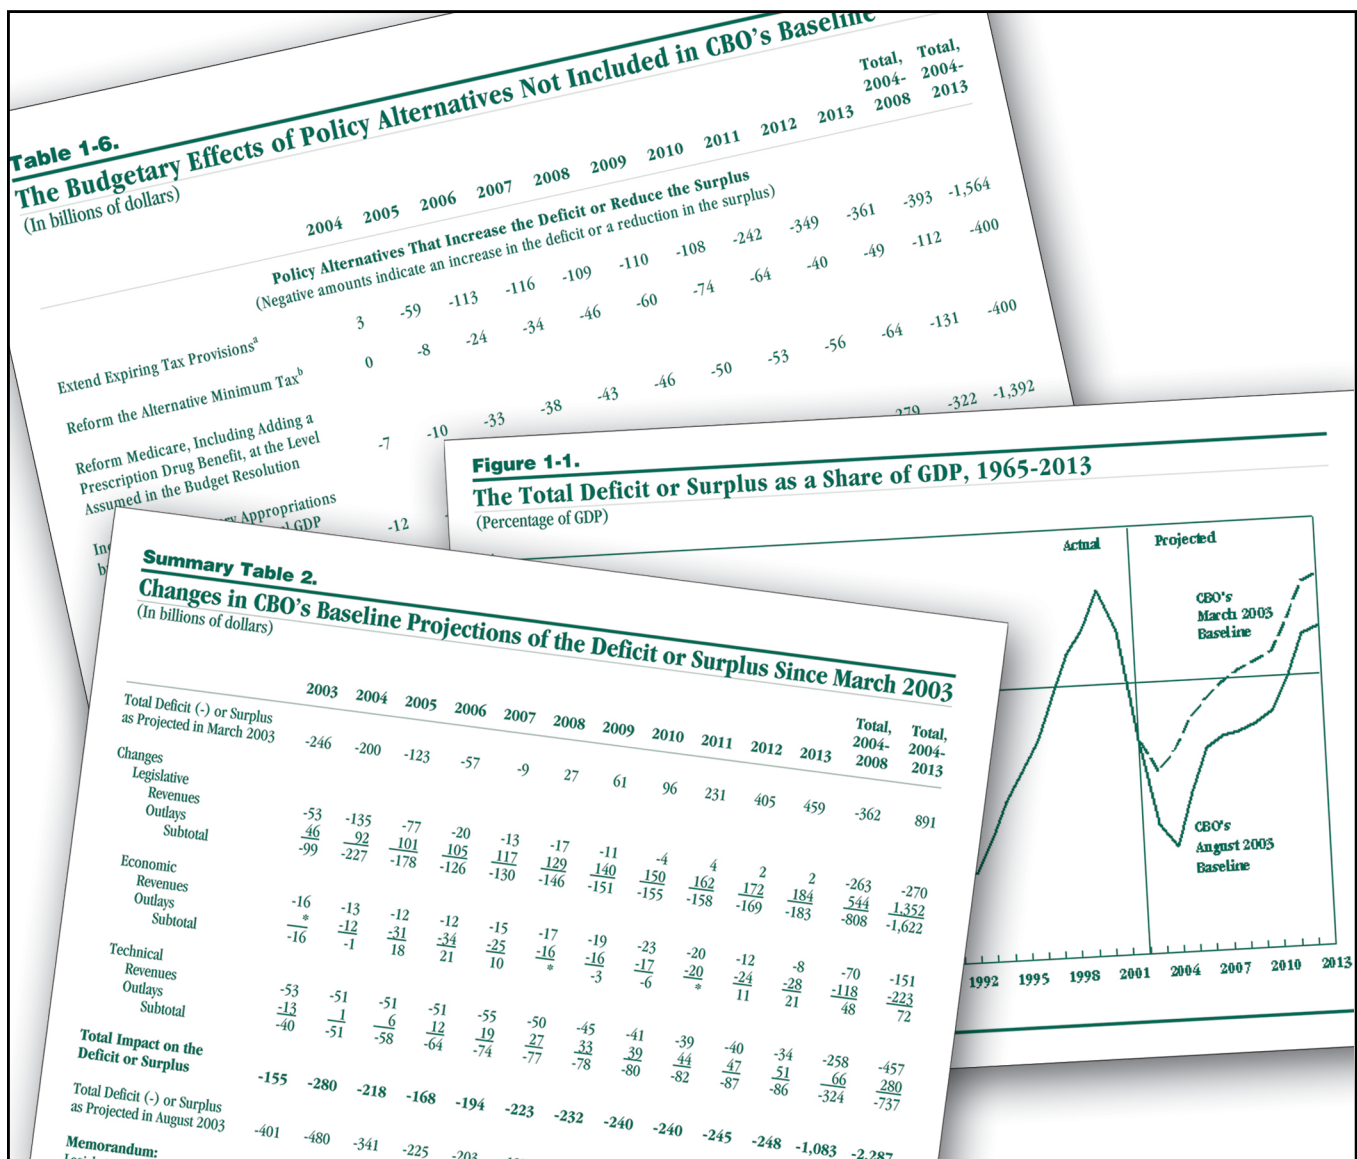 Table 1-6.
The Budgetary Effects of Policy Alternatives Not Included in CBO's Baseline
(In billions of dollars)
Total, Total,
2004- 2004-
2004 2005 2006 2007 2008 2009 2010 2011 2012 2013 2008 2013
Policy Alternatives That Increase the Deficit or Reduce the Surplus
(Negative amounts indicate an increase in the deficit or a reduction in the surplus)
Extend Expiring Tax Provisionsa 3 -59 -113 -116 -109 -110 -108 -242 -349 -361 -393 -1,564
Reform the Alternative Minimum Taxb 0 -8 -24 -34 -46 -60 -74 -64 -40 -49 -112 -400
Reform Medicare, Including Adding a
Prescription Drug Benefit, at the Level
Assumed in the Budget Resolution -7 -10 -33 -38 -43 -46 -50 -53 -56 -64 -131 -400
Appropriations
GDP -12 -322 -1,392
Figure 1-1.
The Total Deficit or Surplus as a Share of GDP, 1965-2013
(Percentage of GDP)
Actual Projected
CBO's
March 2003
Baseline
CBO's
August 2003
Baseline
1992 1995 1998 2001 2004 2007 2010 2013
Summary Table 2.
Changes in CBO's Baseline Projections of the Deficit or Surplus Since March 2003
(In billions of dollars)
Total, Total,
2004- 2004-
2003 2004 2005 2006 2007 2008 2009 2010 2011 2012 2013 2008 2013
Total Deficit (-) or Surplus
as Projected in March 2003 -246 -200 -123 -57 -9 27 61 96 231 405 459 -362 891
Changes
Legislative
Revenues -53 -135 -77 -20 -13 -17 -11 -4 4 2 2 -263 -270
Outlays 46 92 101 105 117 129 140 150 162 172 184 544 1,352
Subtotal -99 -227 -178 -126 -130 -146 -151 -155 -158 -169 -183 -808 -1,622
Economic
Revenues -16 -13 -12 -12 -15 -17 -19 -23 -20 -12 -8 -70 -151
Outlays * -12 -31 -34 -25 -16 -16 -17 -20 -24 -28 -118 -223
Subtotal -16 -1 18 21 10 * -3 -6 * 11 21 48 72
Technical
Revenues -53 -51 -51 -51 -55 -50 -45 -41 -39 -40 -34 -258 -457
Outlays -13 1 6 12 19 27 33 39 44 47 51 66 280
Subtotal -40 -51 -58 -64 -74 -77 -78 -80 -82 -87 -86 -324 -737
Total Impact on the
Deficit or Surplus -155 -280 -218 -168 -194 -223 -232 -240 -240 -245 -248 -1,083 -2,287
Total Deficit (-) or Surplus
as Projected in August 2003 -401 -480 -341 -225 -203
Memorandum: